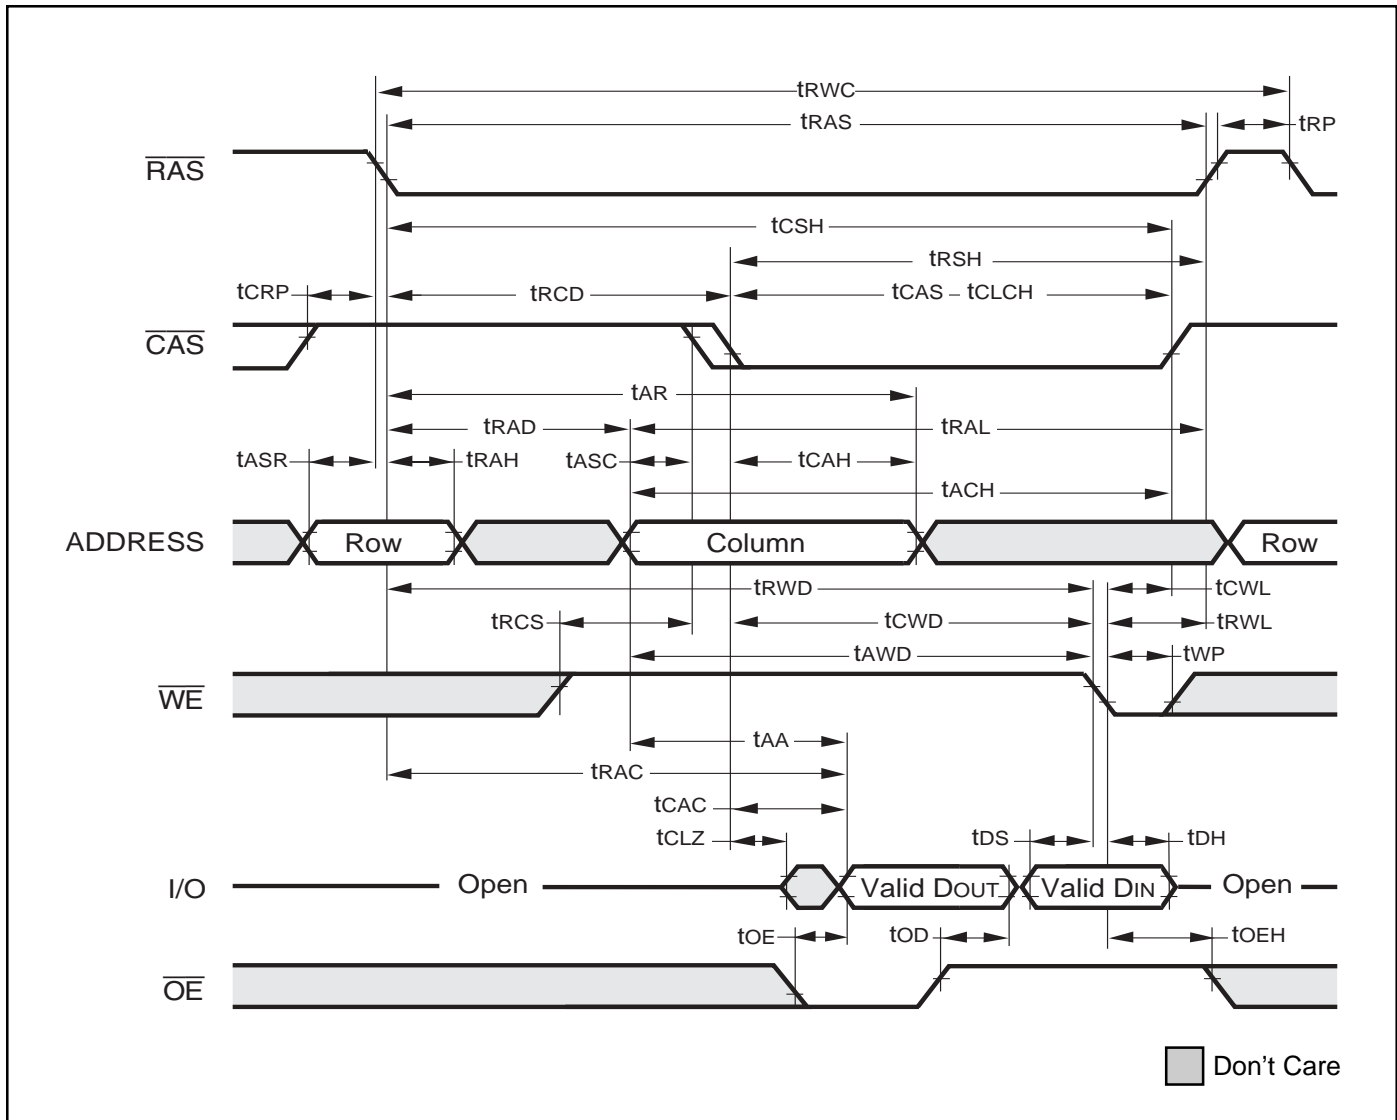 tRWC
tRAS tRP
RAS
tCSH
tRSH
tCRP tRCD tCAS tCLCH
CAS
tAR
tRAD tRAL
tASR tRAH tASC tCAH
tACH
ADDRESS Row Column Row
tRWD tCWL
tRCS tCWD tRWL
tAWD tWP
WE
tAA
tRAC
tCAC
tCLZ tDS tDH
I/O Open Valid DOUT Valid DIN Open
tOE tOD tOEH
OE
Don't Care